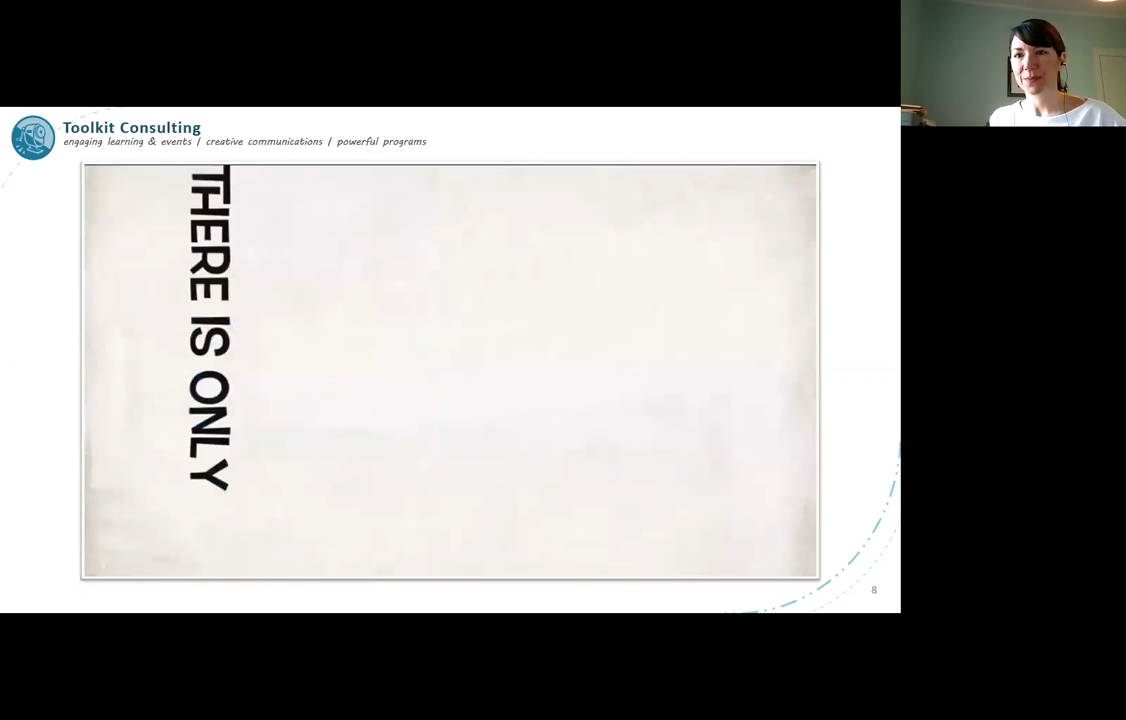 Toolkit Consulting
engaging learning & events / creative communications / powerful programs
THERE IS ONLY
8